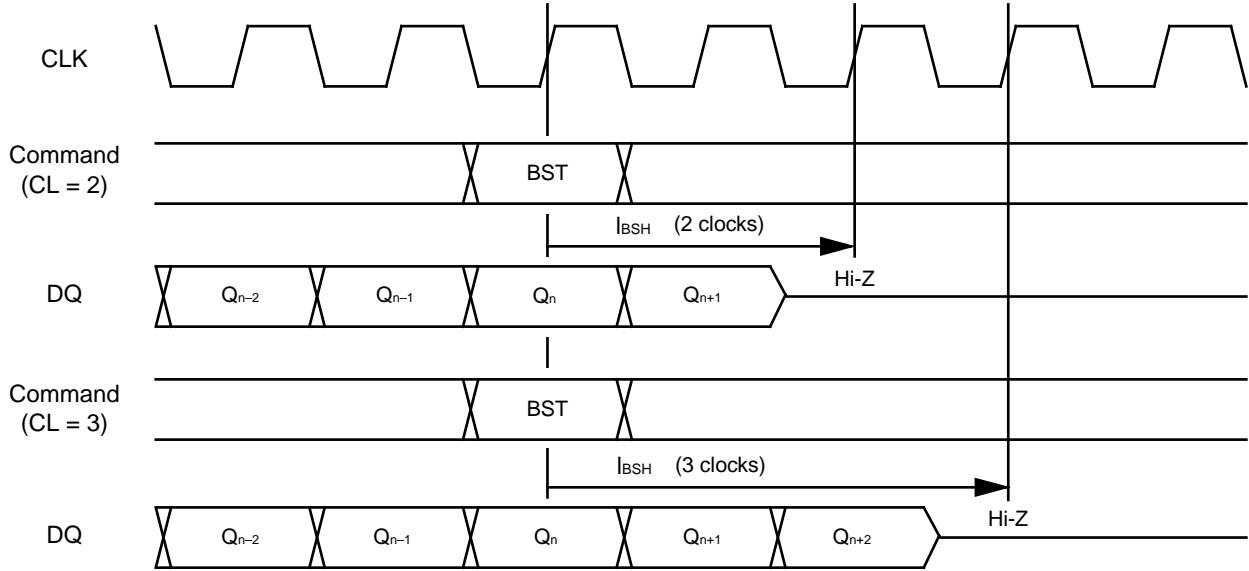 CLK
Command
(CL = 2)
BST
IBSH (2 clocks)
DQ
Qn–2 Qn–1 Qn Qn+1 Hi-Z
Command
(CL = 3)
BST
IBSH (3 clocks)
DQ
Qn–2 Qn–1 Qn Qn+1 Qn+2 Hi-Z